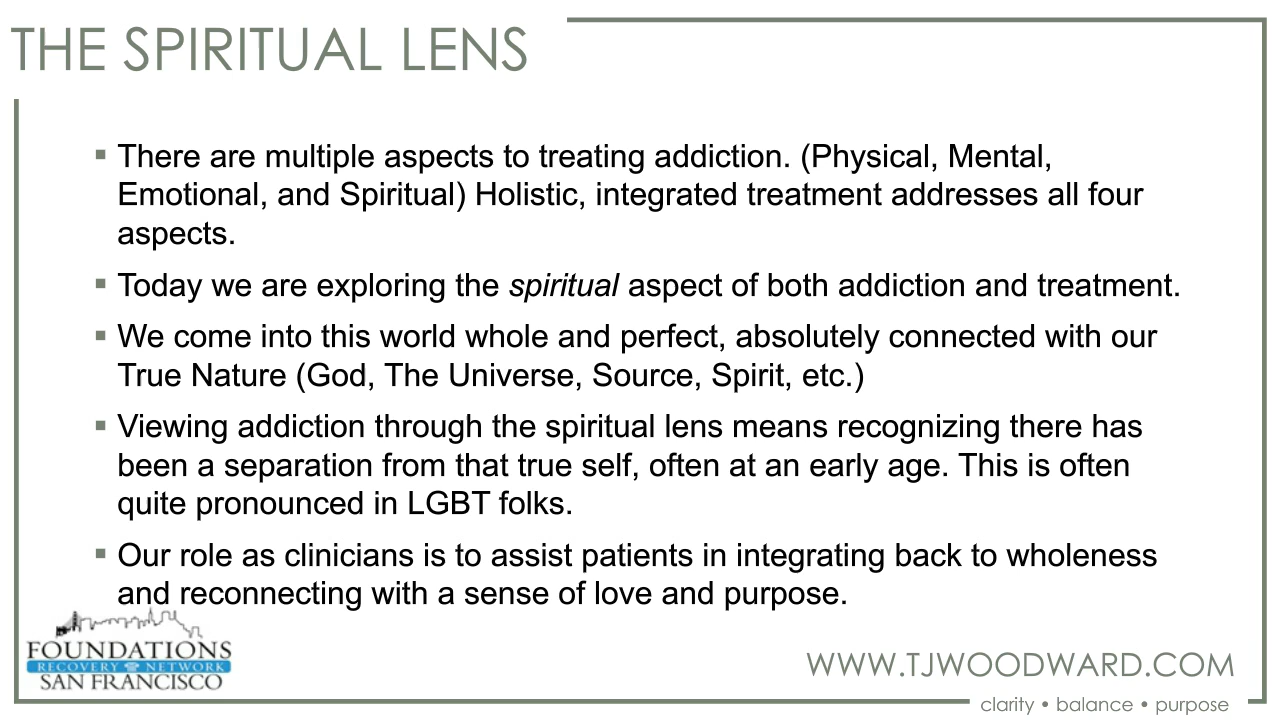 THE SPIRITUAL LENS
▪ There are multiple aspects to treating addiction. (Physical, Mental,
Emotional, and Spiritual) Holistic, integrated treatment addresses all four
aspects.
▪ Today we are exploring the spiritual aspect of both addiction and treatment.
▪ We come into this world whole and perfect, absolutely connected with our
True Nature (God, The Universe, Source, Spirit, etc.)
▪ Viewing addiction through the spiritual lens means recognizing there has
been a separation from that true self, often at an early age. This is often
quite pronounced in LGBT folks.
▪ Our role as clinicians is to assist patients in integrating back to wholeness
and reconnecting with a sense of love and purpose.
FOUNDATIONS
RECOVERY NETWORK
SAN FRANCISCO
WWW.TJWOODWARD.COM
clarity • balance • purpose